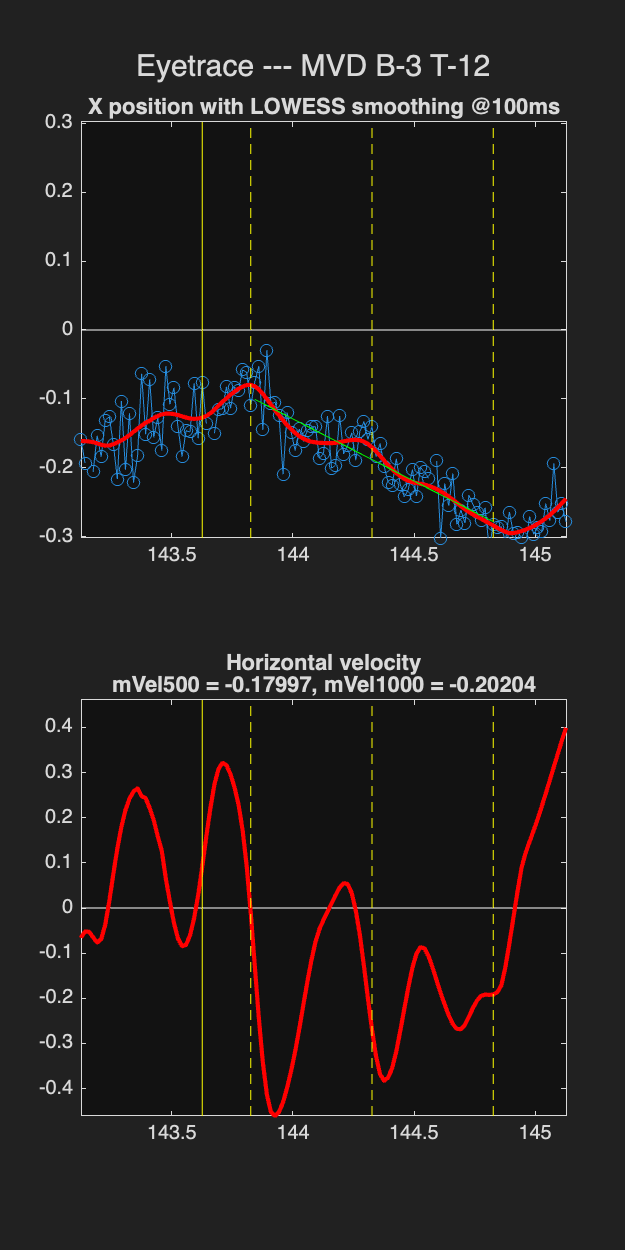 Eyetrace --- MVD B-3 T-12
X position with LOWESS smoothing @100ms
0.3
0.2
0.1
0
-0.1
-0.2
-0.3
143.5 144 144.5 145
Horizontal velocity
mVel500 = -0.17997, mVel1000 = -0.20204
0.4
0.3
0.2
0.1
0
-0.1
-0.2
-0.3
-0.4
143.5 144 144.5 145